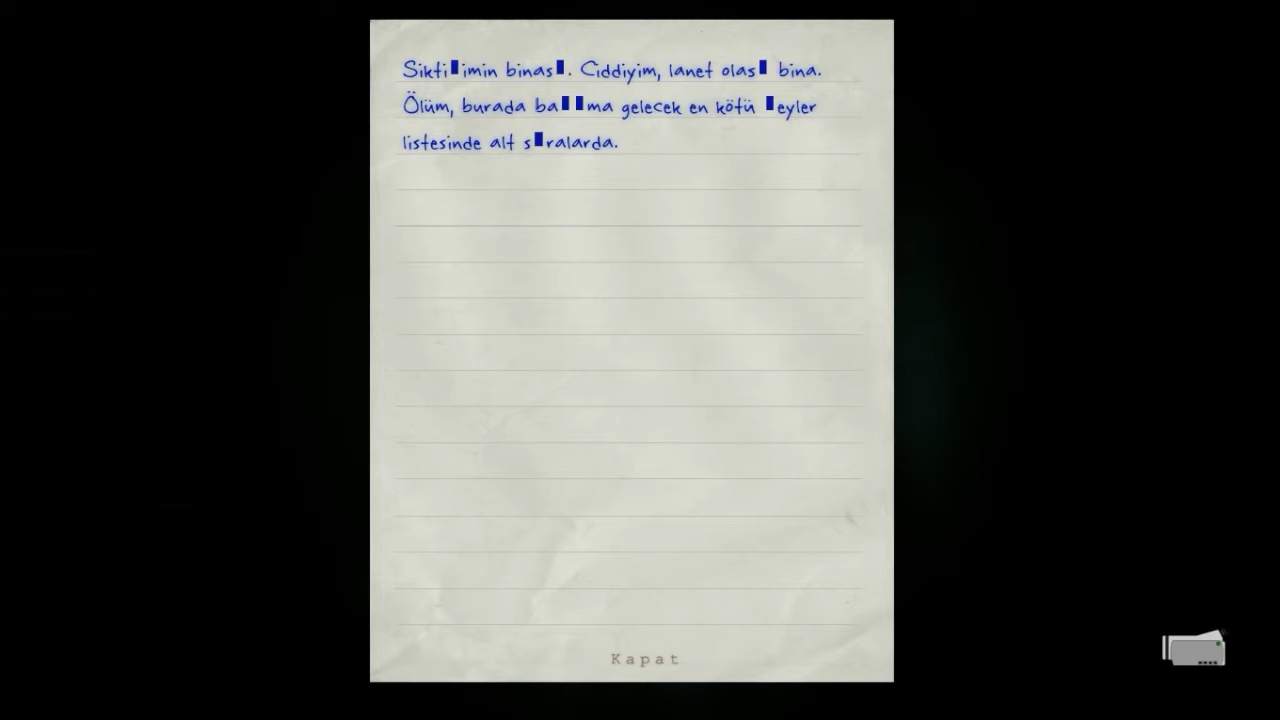 Sikti▮imin binas▮. Ciddiyim, lanet olas▮ bina.
Ölüm, burada ba▮▮ma gelecek en kötü ▮eyler
listesinde alt s▮ralarda.
Kapat